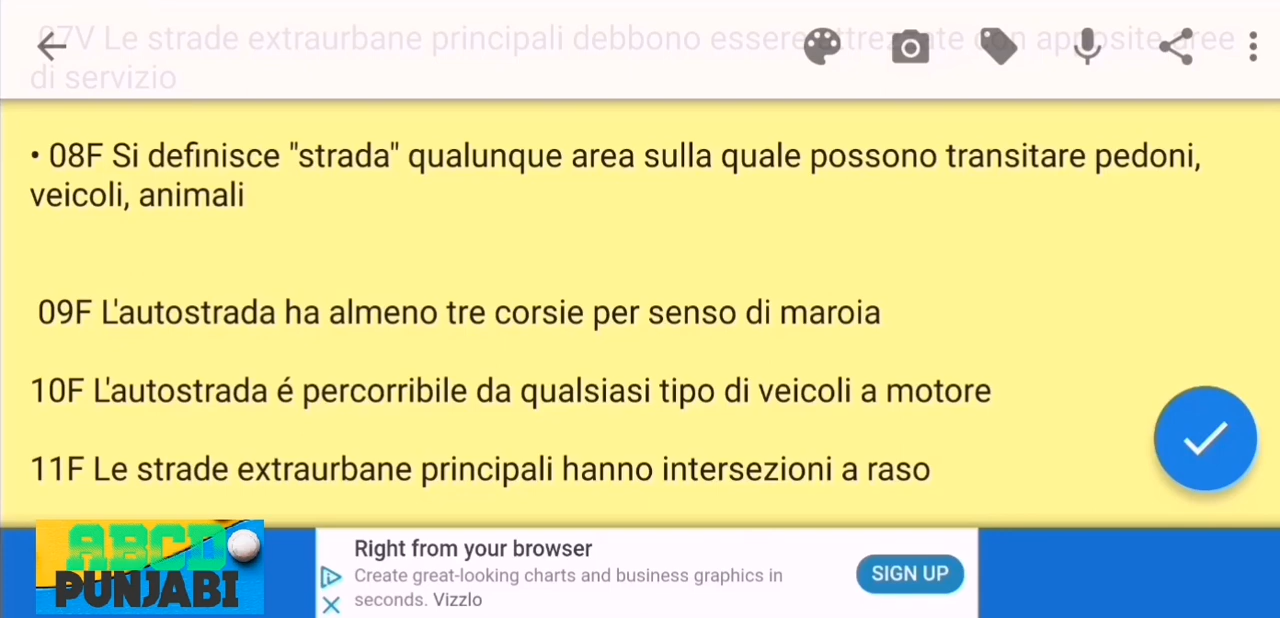 07V Le strade extraurbane principali debbono essere attrezzate con apposite aree
di servizio
• 08F Si definisce "strada" qualunque area sulla quale possono transitare pedoni,
veicoli, animali
09F L'autostrada ha almeno tre corsie per senso di maroia
10F L'autostrada é percorribile da qualsiasi tipo di veicoli a motore
11F Le strade extraurbane principali hanno intersezioni a raso
ABCD
PUNJABI
Right from your browser
Create great-looking charts and business graphics in
seconds. Vizzlo
SIGN UP